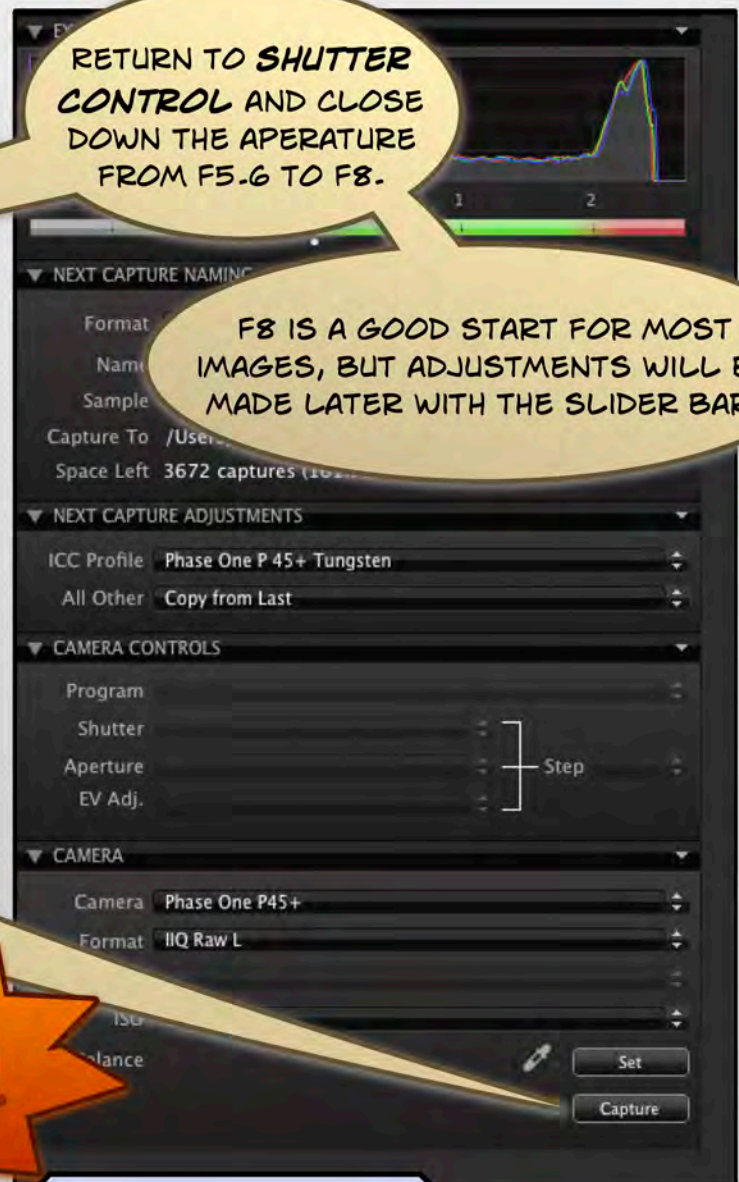 RETURN TO SHUTTER
CONTROL AND CLOSE
DOWN THE APERATURE
FROM F5.6 TO F8.
1 2
NEXT CAPTURE NAMING
F8 IS A GOOD START FOR MOST
IMAGES, BUT ADJUSTMENTS WILL
MADE LATER WITH THE SLIDER
Format
Sample
Capture To
Space Left 3672 captures
NEXT CAPTURE ADJUSTMENTS
ICC Profile Phase One P 45+ Tungsten
All Other Copy from Last
CAMERA CONTROLS
Program
Shutter
Aperture Step
EV Adj.
CAMERA
Camera Phase One P45+
Format IIQ Raw L
Set
Capture